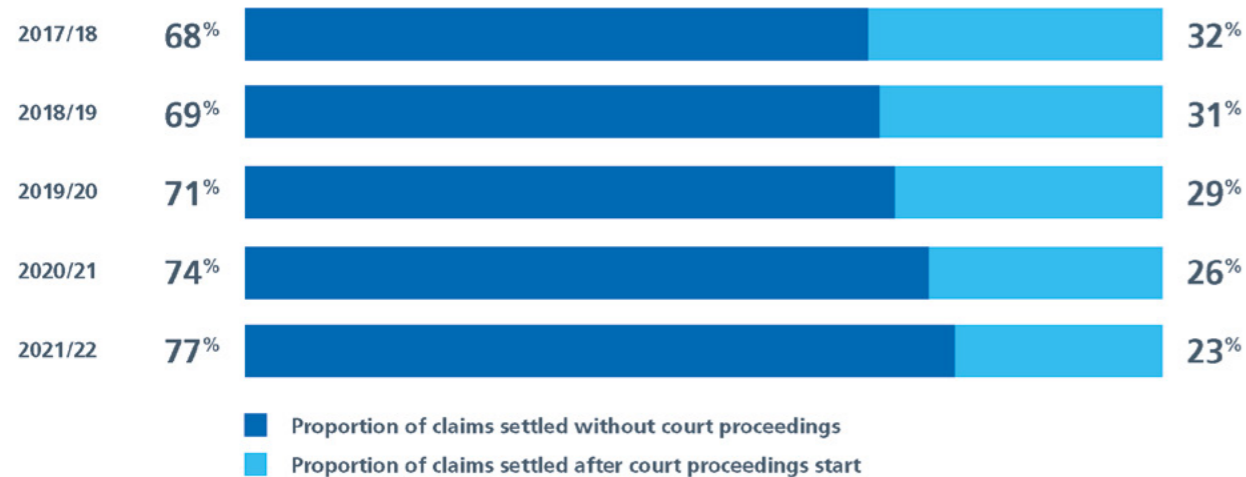 2017/18 68% 32%
2018/19 69% 31%
2019/20 71% 29%
2020/21 74% 26%
2021/22 77% 23%
Proportion of claims settled without court proceedings
Proportion of claims settled after court proceedings start